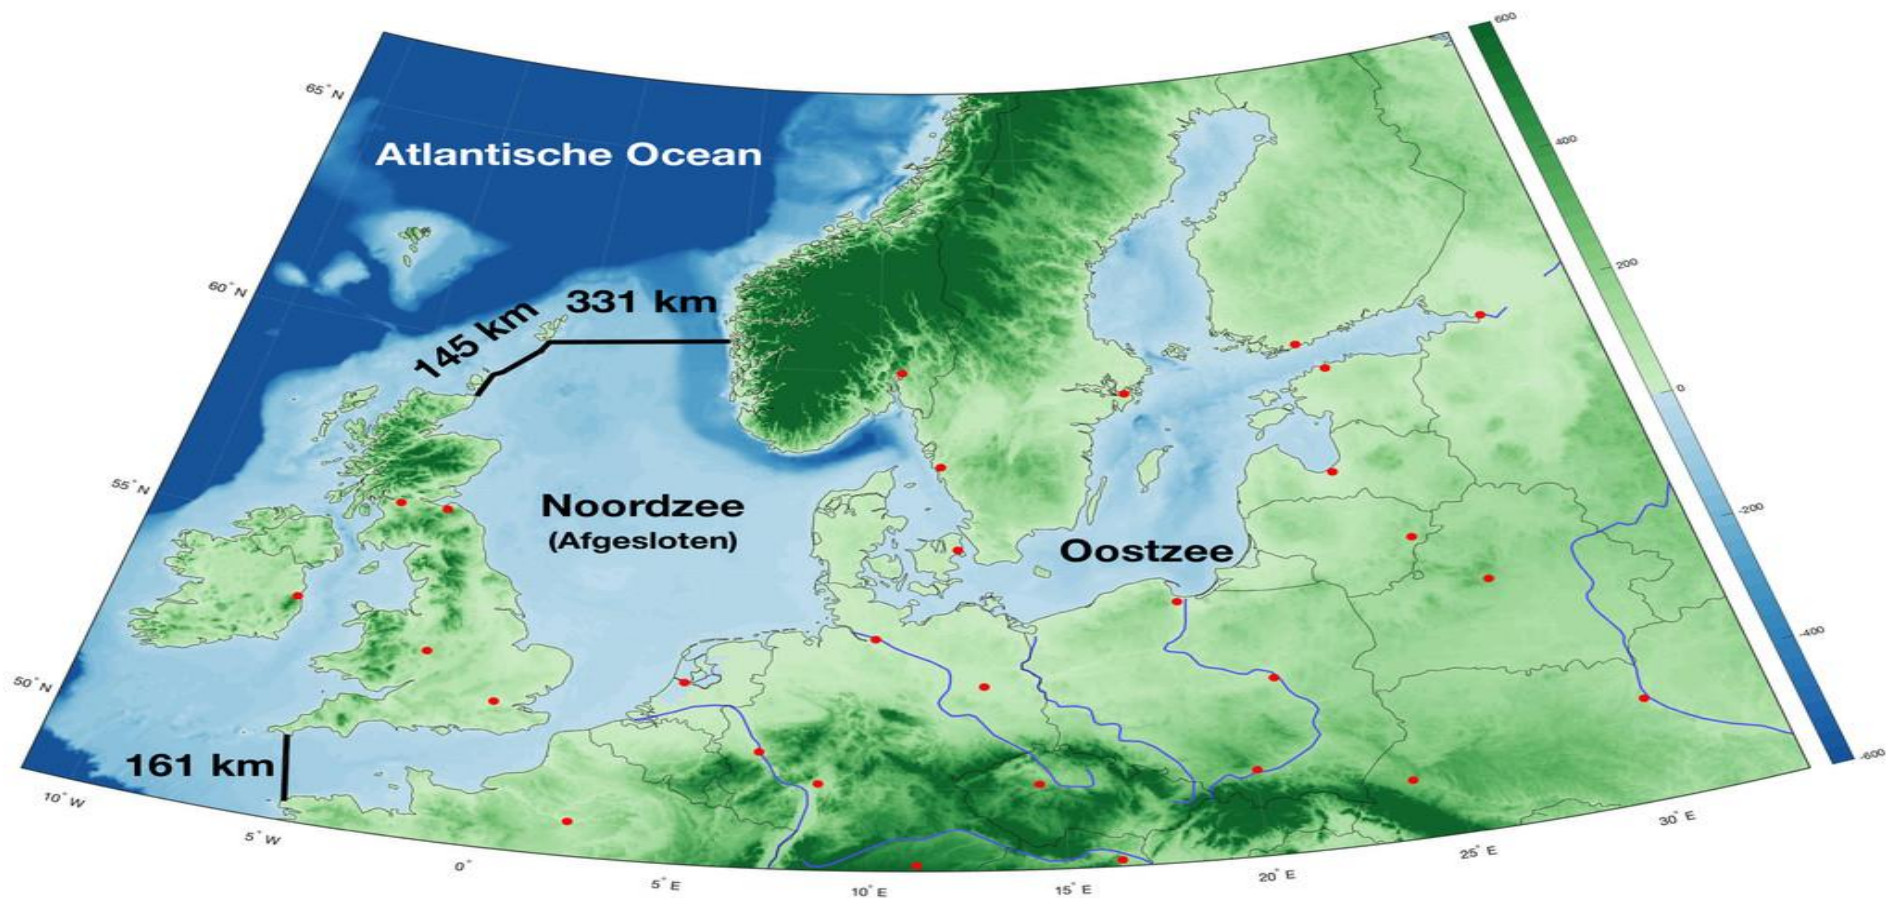 600
65° N
400
Atlantische Ocean
200
60° N
331 km
145 km
0
55° N
Noordzee
(Afgesloten)
-200
Oostzee
-400
50° N
161 km
-600
10° W
5° W
0°
5° E
10° E
15° E
20° E
25° E
30° E